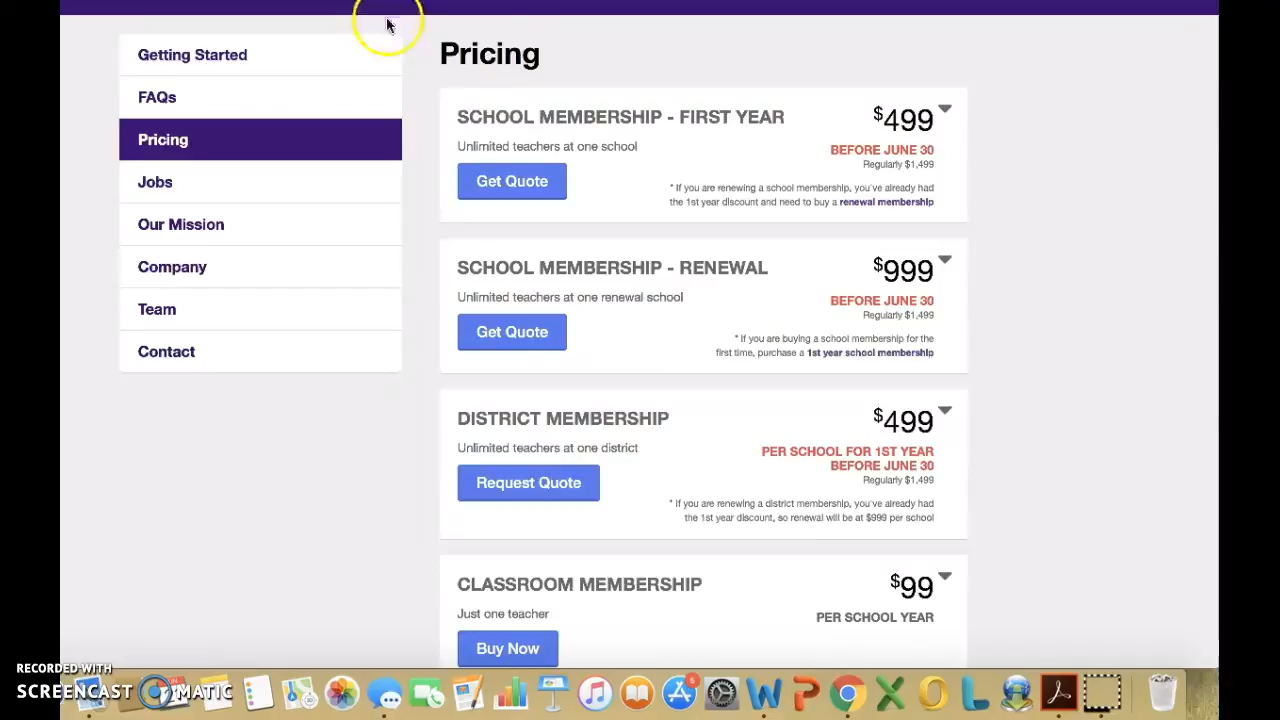 Getting Started
FAQs
Pricing
Jobs
Our Mission
Company
Team
Contact
Pricing
SCHOOL MEMBERSHIP - FIRST YEAR
Unlimited teachers at one school
Get Quote
$499
BEFORE JUNE 30
Regularly $1,499
* If you are renewing a school membership, you've already had
the 1st year discount and need to buy a renewal membership
SCHOOL MEMBERSHIP - RENEWAL
Unlimited teachers at one renewal school
Get Quote
$999
BEFORE JUNE 30
Regularly $1,499
* If you are buying a school membership for the
first time, purchase a 1st year school membership
DISTRICT MEMBERSHIP
Unlimited teachers at one district
Request Quote
$499
PER SCHOOL FOR 1ST YEAR
BEFORE JUNE 30
Regularly $1,499
* If you are renewing a district membership, you've already had
the 1st year discount, so renewal will be at $999 per school
CLASSROOM MEMBERSHIP
Just one teacher
Buy Now
$99
PER SCHOOL YEAR
RECORDED WITH
SCREENCAST MATIC